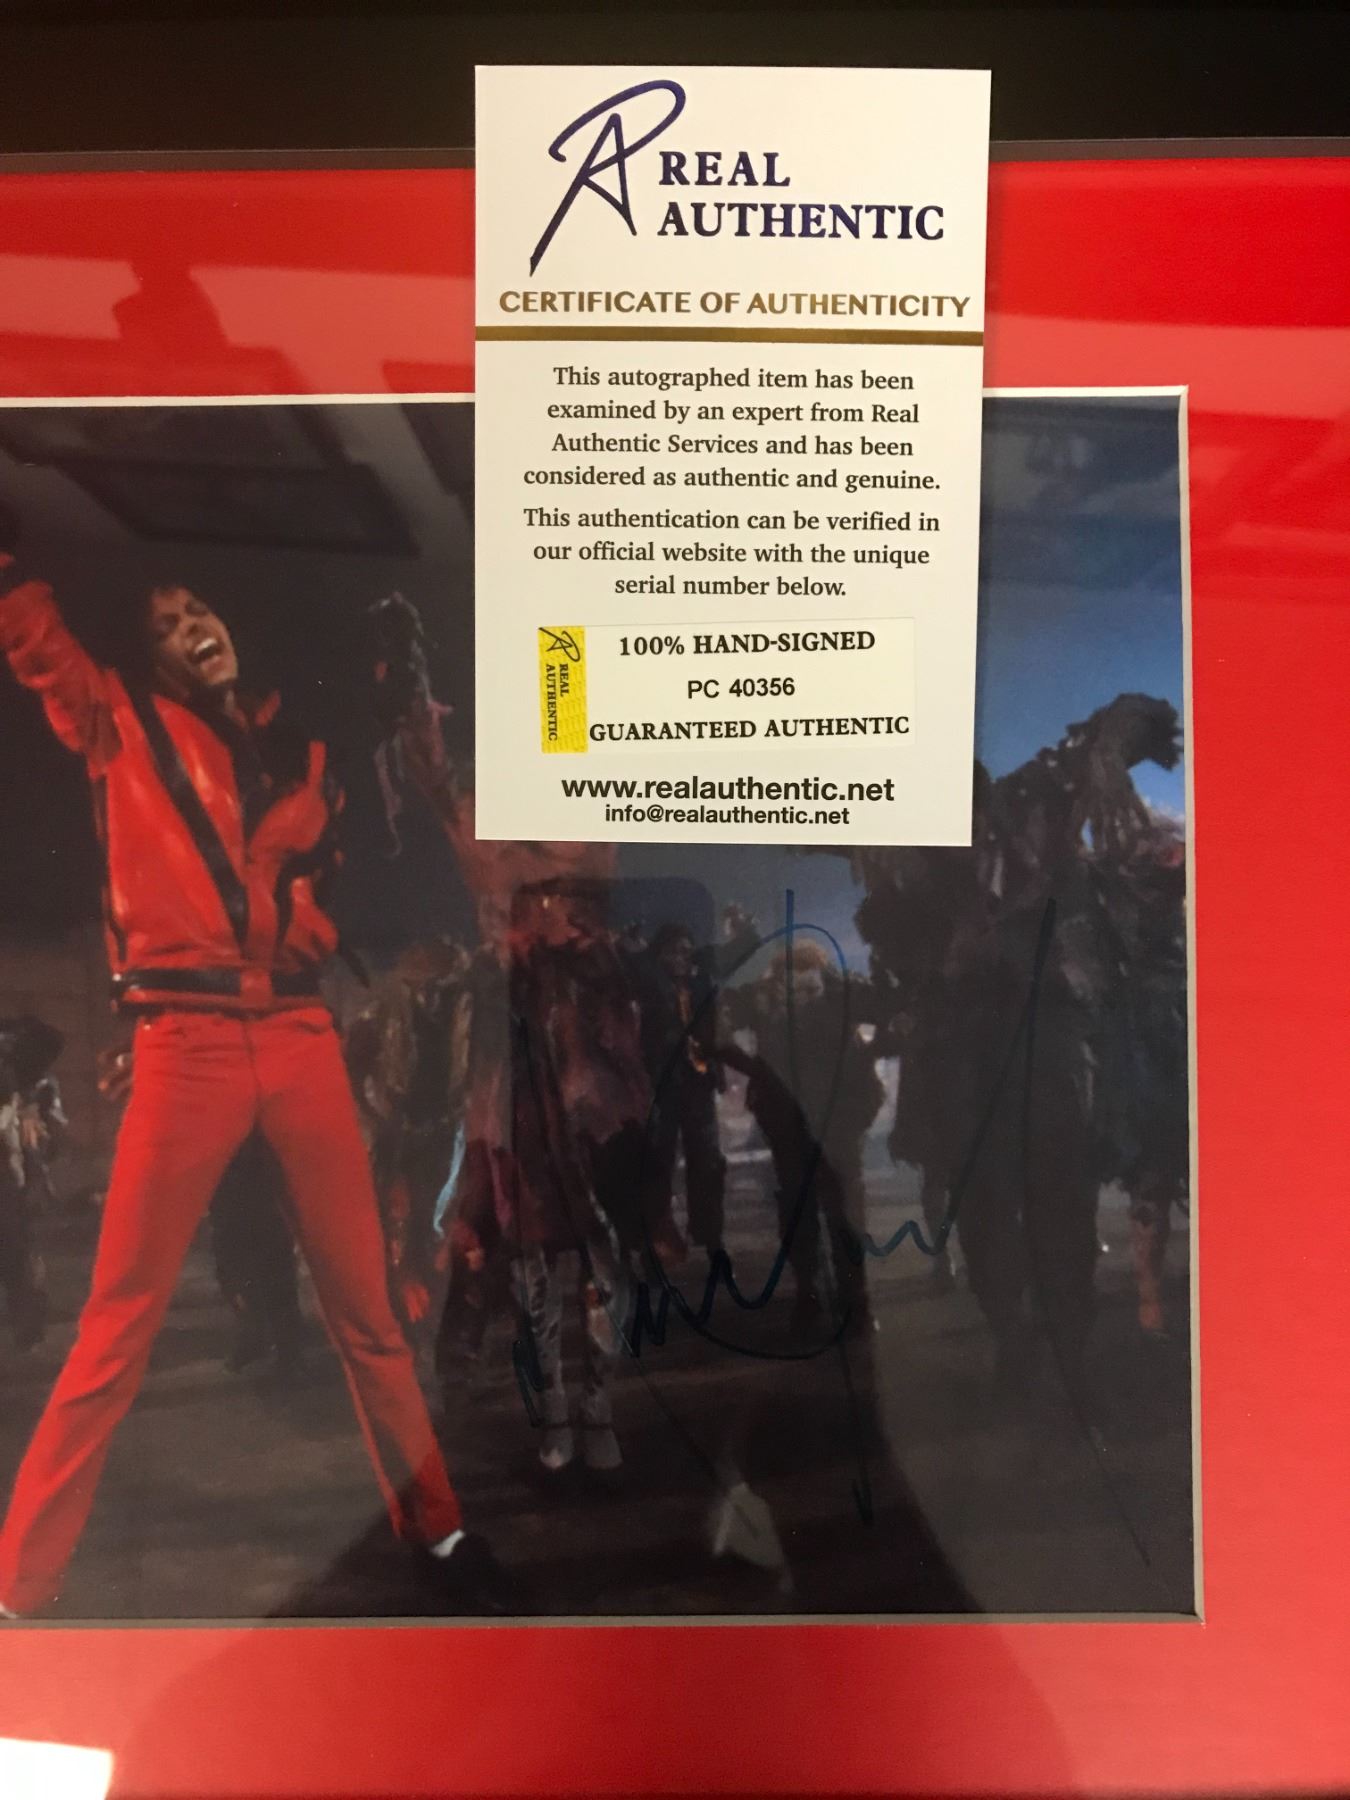 REAL
AUTHENTIC
CERTIFICATE OF AUTHENTICITY
This autographed item has been
examined by an expert from Real
Authentic Services and has been
considered as authentic and genuine.
This authentication can be verified in
our official website with the unique
serial number below.
REAL
AUTHENTIC
100% HAND-SIGNED
PC 40356
GUARANTEED AUTHENTIC
www.realauthentic.net
info@realauthentic.net